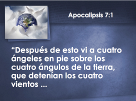 Apocalipsis 7:1
“Después de esto vi a cuatro
ángeles en pie sobre los
cuatro ángulos de la tierra,
que detenían los cuatro
vientos ...